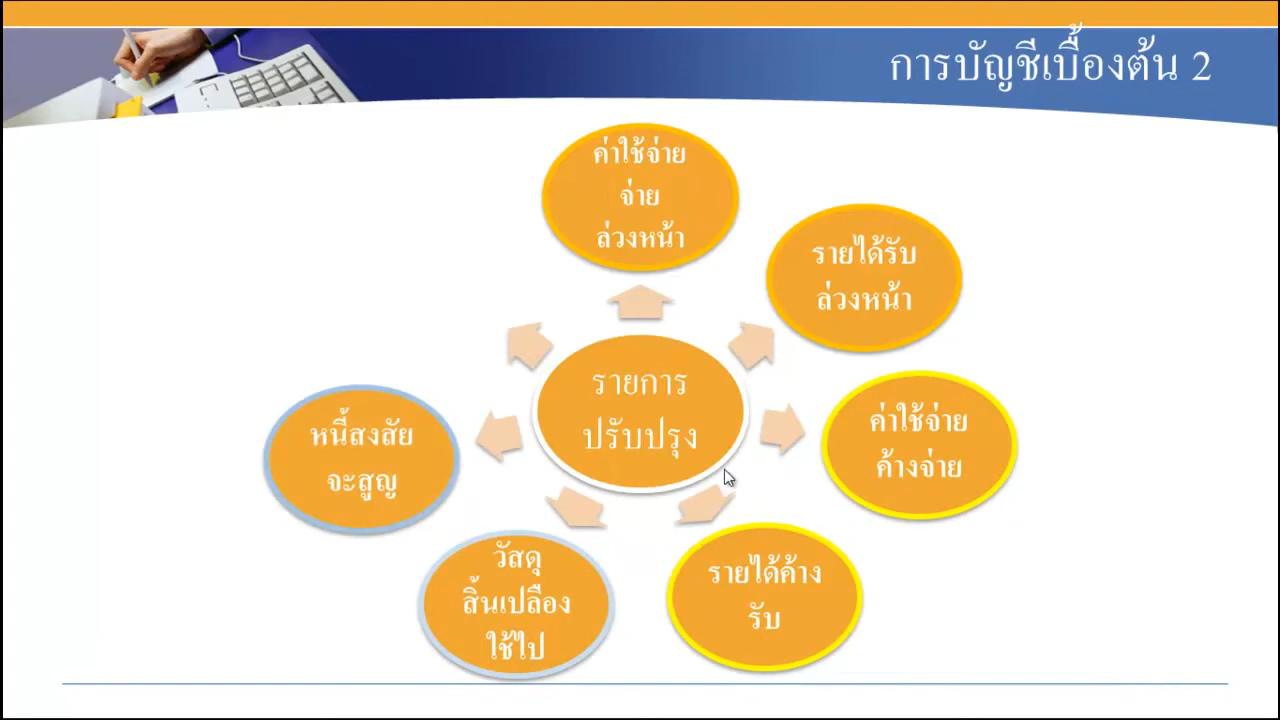 การบัญชีเบื้องต้น 2
ค่าใช้จ่าย
จ่าย
ล่วงหน้า
รายได้รับ
ล่วงหน้า
รายการ
ปรับปรุง
ค่าใช้จ่าย
ค้างจ่าย
หนี้สงสัย
จะสูญ
วัสดุ
สิ้นเปลือง
ใช้ไป
รายได้ค้าง
รับ